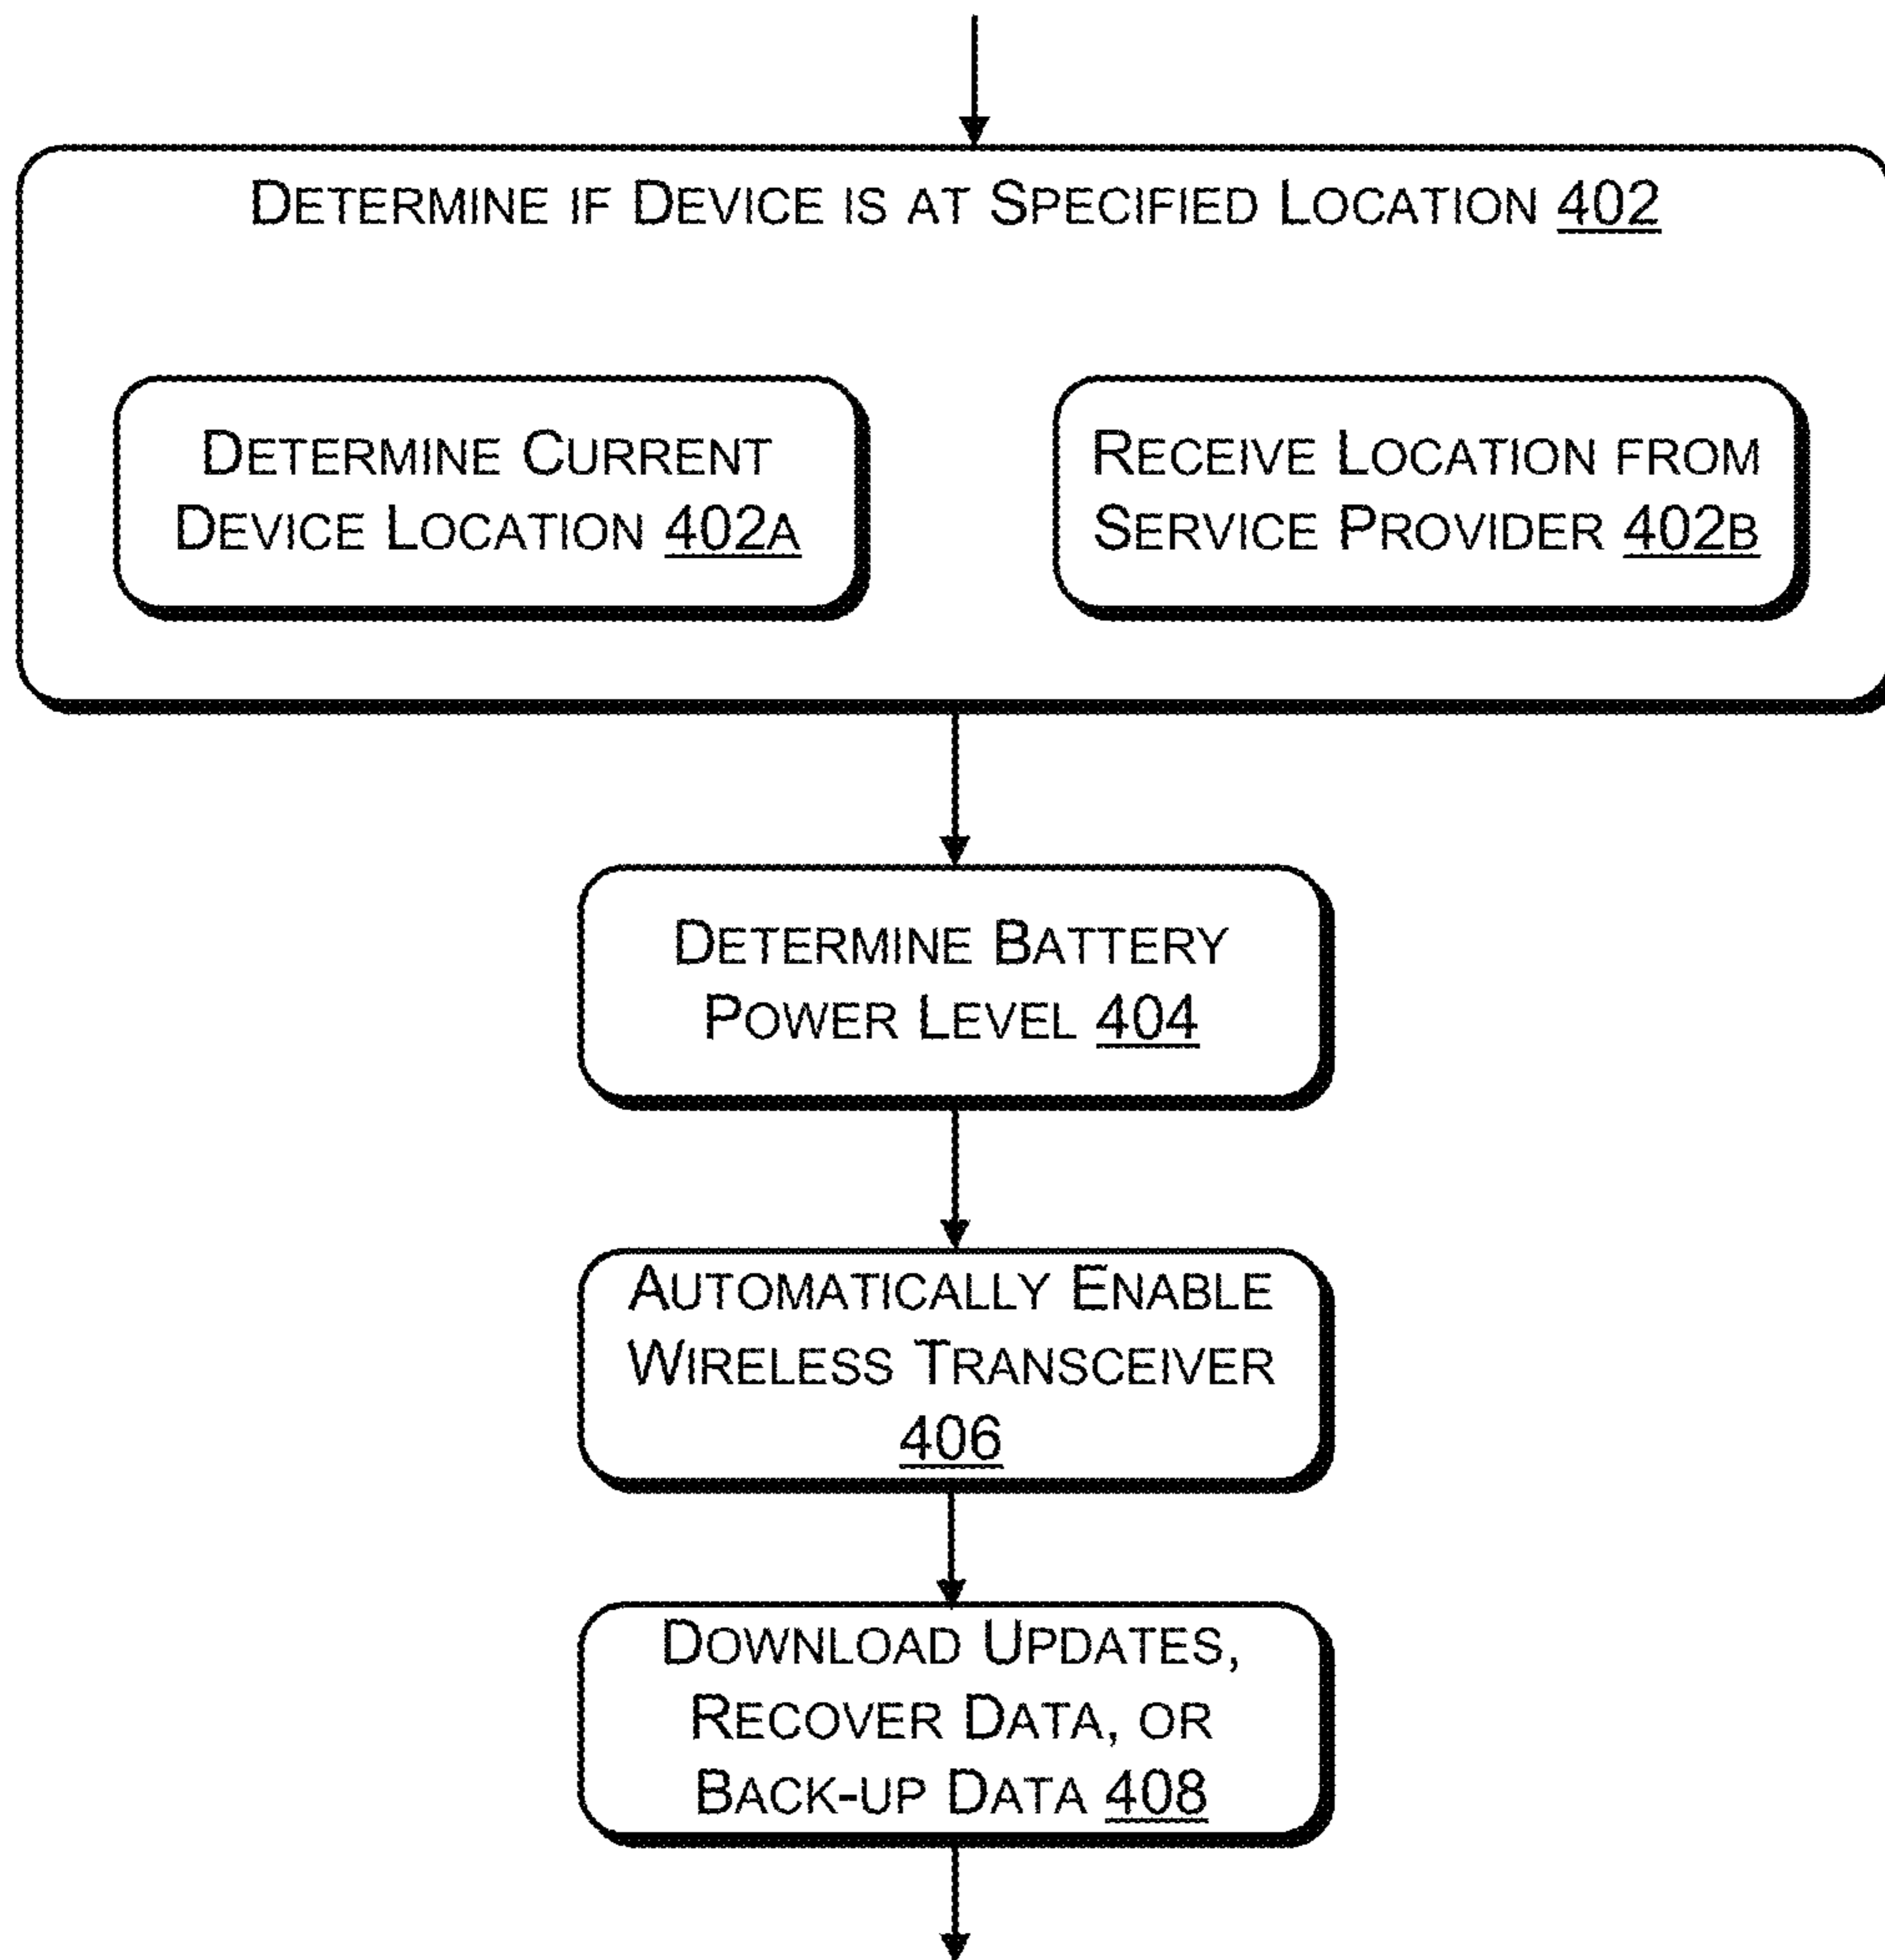 DETERMINE IF DEVICE IS AT SPECIFIED LOCATION 402
DETERMINE CURRENT
DEVICE LOCATION 402A
RECEIVE LOCATION FROM
SERVICE PROVIDER 402B
DETERMINE BATTERY
POWER LEVEL 404
AUTOMATICALLY ENABLE
WIRELESS TRANSCEIVER
406
DOWNLOAD UPDATES,
RECOVER DATA, OR
BACK-UP DATA 408